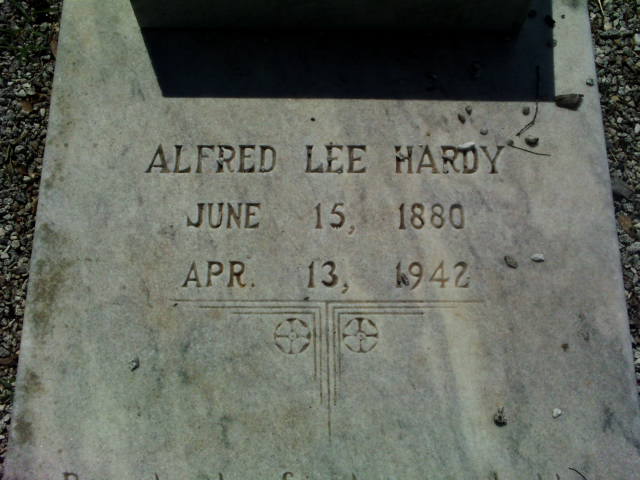 ALFRED LEE HARDY
JUNE 15, 1880
APR. 13, 1942